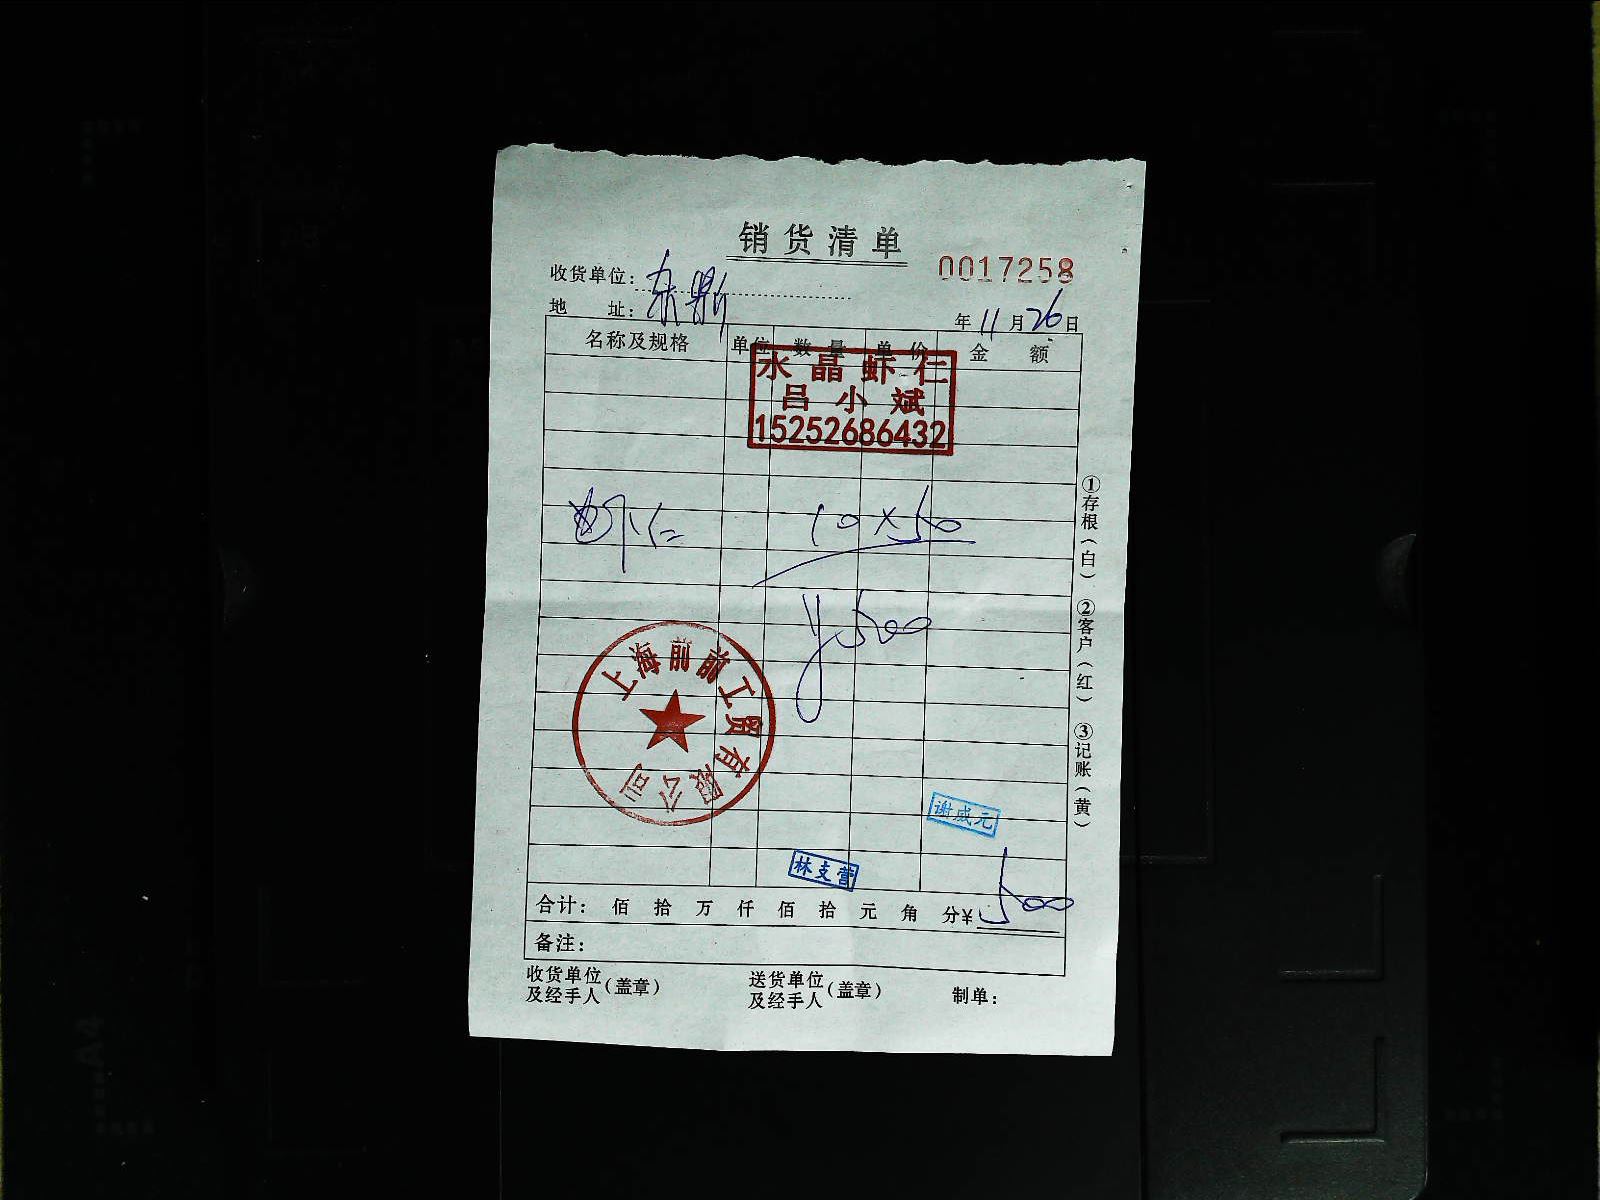 销货清单
0017258
收货单位: 东鼎
地 址:
年 11 月 26 日
名称及规格 单位 数量 单价 金额
水晶虾仁
吕小斌
15252686432
虾仁 10×50
¥500
上海前前工贸有限公司
谢成元
林支营
合计: 佰 拾 万 仟 佰 拾 元 角 分¥ 500
备注:
收货单位及经手人(盖章) 送货单位及经手人(盖章) 制单:
①存根(白) ②客户(红) ③记账(黄)